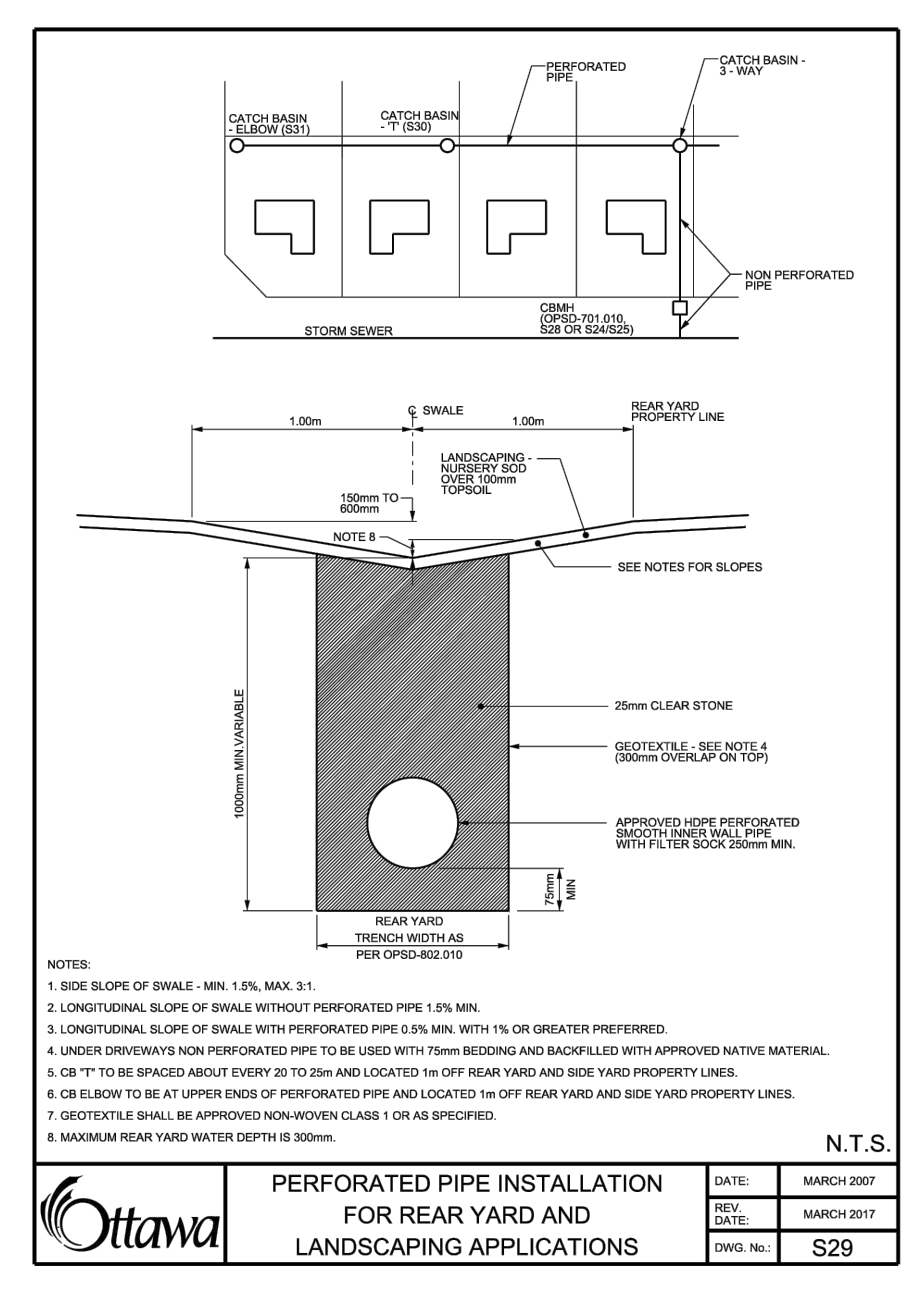 PERFORATED
PIPE
CATCH BASIN -
3 - WAY
CATCH BASIN
- ELBOW (S31)
CATCH BASIN
- 'T' (S30)
NON PERFORATED
PIPE
CBMH
(OPSD-701.010,
S28 OR S24/S25)
STORM SEWER
℄ SWALE
REAR YARD
PROPERTY LINE
1.00m
1.00m
LANDSCAPING -
NURSERY SOD
OVER 100mm
TOPSOIL
150mm TO
600mm
NOTE 8
SEE NOTES FOR SLOPES
1000mm MIN.VARIABLE
25mm CLEAR STONE
GEOTEXTILE - SEE NOTE 4
(300mm OVERLAP ON TOP)
APPROVED HDPE PERFORATED
SMOOTH INNER WALL PIPE
WITH FILTER SOCK 250mm MIN.
75mm
MIN
REAR YARD
TRENCH WIDTH AS
PER OPSD-802.010
NOTES:
1. SIDE SLOPE OF SWALE - MIN. 1.5%, MAX. 3:1.
2. LONGITUDINAL SLOPE OF SWALE WITHOUT PERFORATED PIPE 1.5% MIN.
3. LONGITUDINAL SLOPE OF SWALE WITH PERFORATED PIPE 0.5% MIN. WITH 1% OR GREATER PREFERRED.
4. UNDER DRIVEWAYS NON PERFORATED PIPE TO BE USED WITH 75mm BEDDING AND BACKFILLED WITH APPROVED NATIVE MATERIAL.
5. CB "T" TO BE SPACED ABOUT EVERY 20 TO 25m AND LOCATED 1m OFF REAR YARD AND SIDE YARD PROPERTY LINES.
6. CB ELBOW TO BE AT UPPER ENDS OF PERFORATED PIPE AND LOCATED 1m OFF REAR YARD AND SIDE YARD PROPERTY LINES.
7. GEOTEXTILE SHALL BE APPROVED NON-WOVEN CLASS 1 OR AS SPECIFIED.
8. MAXIMUM REAR YARD WATER DEPTH IS 300mm.
N.T.S.
Ottawa
PERFORATED PIPE INSTALLATION
FOR REAR YARD AND
LANDSCAPING APPLICATIONS
DATE: MARCH 2007
REV.
DATE: MARCH 2017
DWG. No.: S29